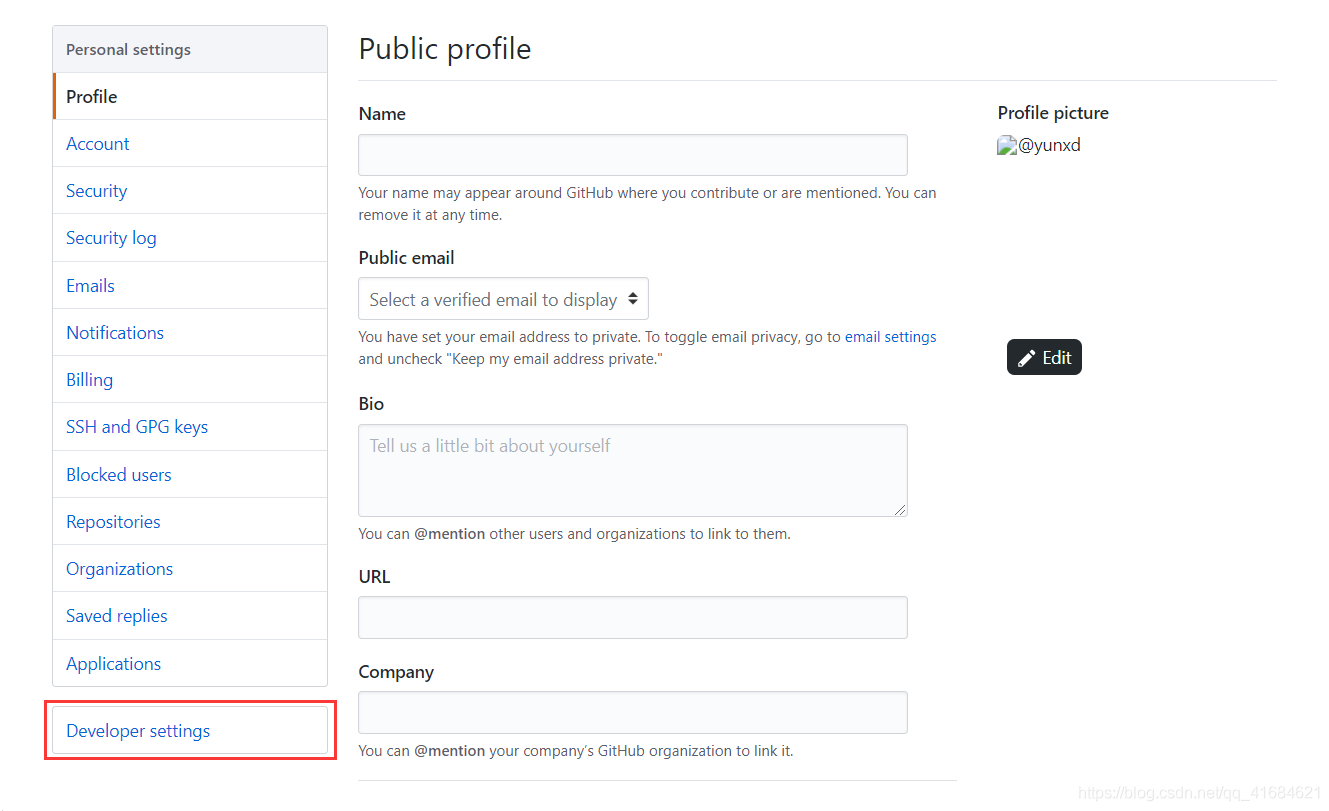 Personal settings
Profile
Account
Security
Security log
Emails
Notifications
Billing
SSH and GPG keys
Blocked users
Repositories
Organizations
Saved replies
Applications
Developer settings
Public profile
Name
Your name may appear around GitHub where you contribute or are mentioned. You can
remove it at any time.
Public email
Select a verified email to display
You have set your email address to private. To toggle email privacy, go to email settings
and uncheck "Keep my email address private."
Bio
Tell us a little bit about yourself
You can @mention other users and organizations to link to them.
URL
Company
You can @mention your company's GitHub organization to link it.
Profile picture
@yunxd
Edit
https://blog.csdn.net/qq_41684621